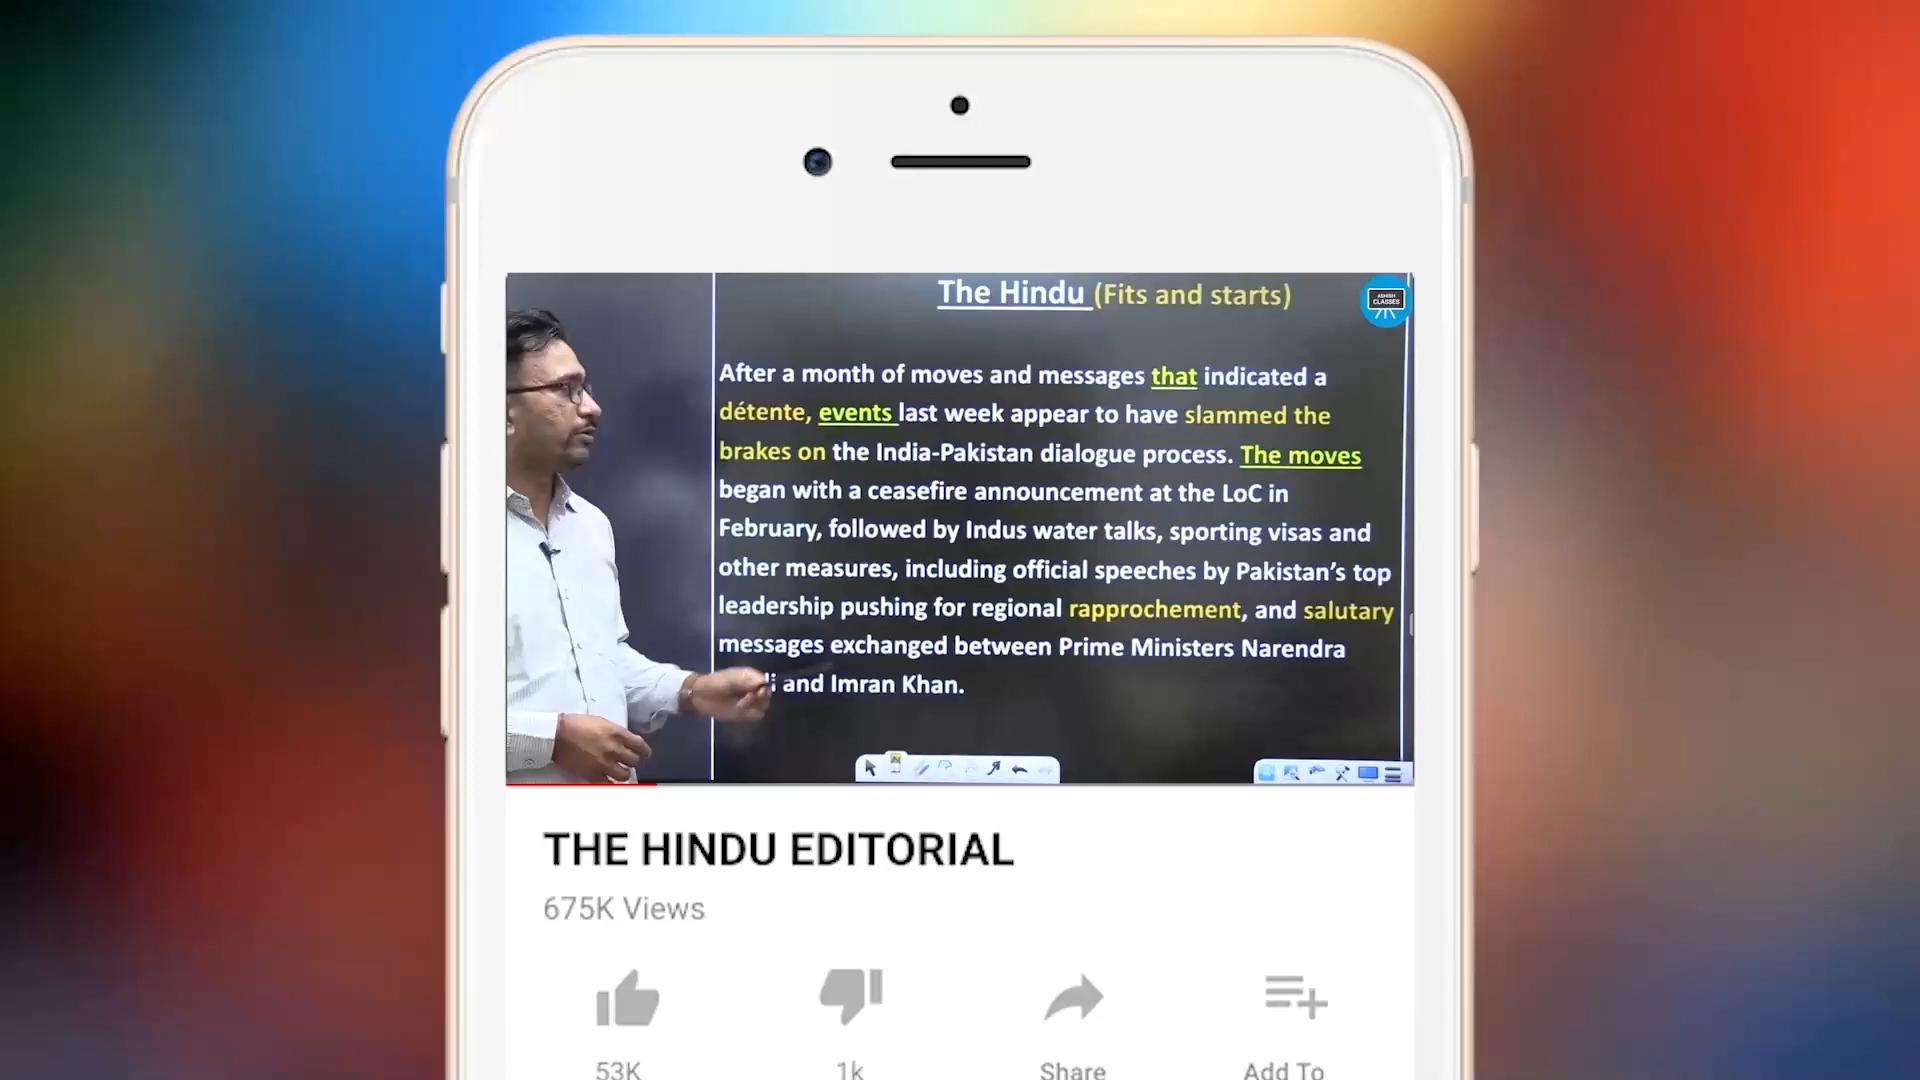 The Hindu (Fits and starts)
ASHISH
CLASSES
After a month of moves and messages that indicated a
détente, events last week appear to have slammed the
brakes on the India-Pakistan dialogue process. The moves
began with a ceasefire announcement at the LoC in
February, followed by Indus water talks, sporting visas and
other measures, including official speeches by Pakistan's top
leadership pushing for regional rapprochement, and salutary
messages exchanged between Prime Ministers Narendra
and Imran Khan.
THE HINDU EDITORIAL
675K Views
53K 1k Share Add To